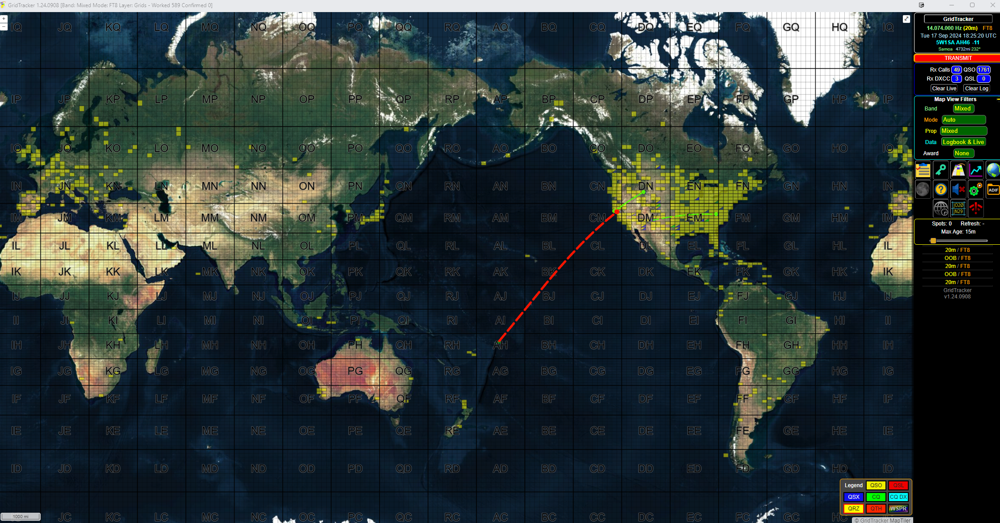 GridTracker 1.24.0908 [Band: Mixed Mode: FT8 Layer: Grids - Worked 589 Confirmed 0]
+
−
IQ JQ KQ LQ MQ NQ OQ PQ QQ RQ AQ BQ CQ DQ EQ FQ GQ HQ IQ
IP JP KP LP MP NP OP PP QP RP AP BP CP DP EP FP GP HP IP
IO JO KO LO MO NO OO PO QO RO AO BO CO DO EO FO GO HO IO
IN JN KN LN MN NN ON PN QN RN AN BN CN DN EN FN GN HN IN
IM JM KM LM MM NM OM PM QM RM AM BM CM DM EM FM GM HM IM
IL JL KL LL ML NL OL PL QL RL AL BL CL DL EL FL GL HL IL
IK JK KK LK MK NK OK PK QK RK AK BK CK DK EK FK GK HK IK
IJ JJ KJ LJ MJ NJ OJ PJ QJ RJ AJ BJ CJ DJ EJ FJ GJ HJ IJ
II JI KI LI MI NI OI PI QI RI AI BI CI DI EI FI GI HI II
IH JH KH LH MH NH OH PH QH RH AH BH CH DH EH FH GH HH IH
IG JG KG LG MG NG OG PG QG RG AG BG CG DG EG FG GG HG IG
IF JF KF LF MF NF OF PF QF RF AF BF CF DF EF FF GF HF IF
IE JE KE LE ME NE OE PE QE RE AE BE CE DE EE FE GE HE IE
ID JD KD LD MD ND OD PD QD RD AD BD CD DD ED FD GD HD ID
JC KC LC MC NC OC PC QC RC AC BC CC DC EC FC GC HC IC
1000 mi
Legend QSO QSL
QSX CQ CQ DX
QRZ QTH WSPR
© GridTracker MapTiler
GridTracker
14.074.000 Hz (20m) FT8
Tue 17 Sep 2024 18:25:20 UTC
5W1SA AH46 -11
Samoa 4732mi 232°
TRANSMIT
Rx Calls 49 QSO 1761
Rx DXCC 3 QSL 0
Clear Live Clear Log
Map View Filters
Band Mixed
Mode Auto
Prop Mixed
Data Logbook & Live
Award None
?
ADIF
JO20
IN29
Spots: 0 Refresh: -
Max Age: 15m
20m / FT8
OOB / FT8
20m / FT8
OOB / FT8
20m / FT8
GridTracker
v1.24.0908